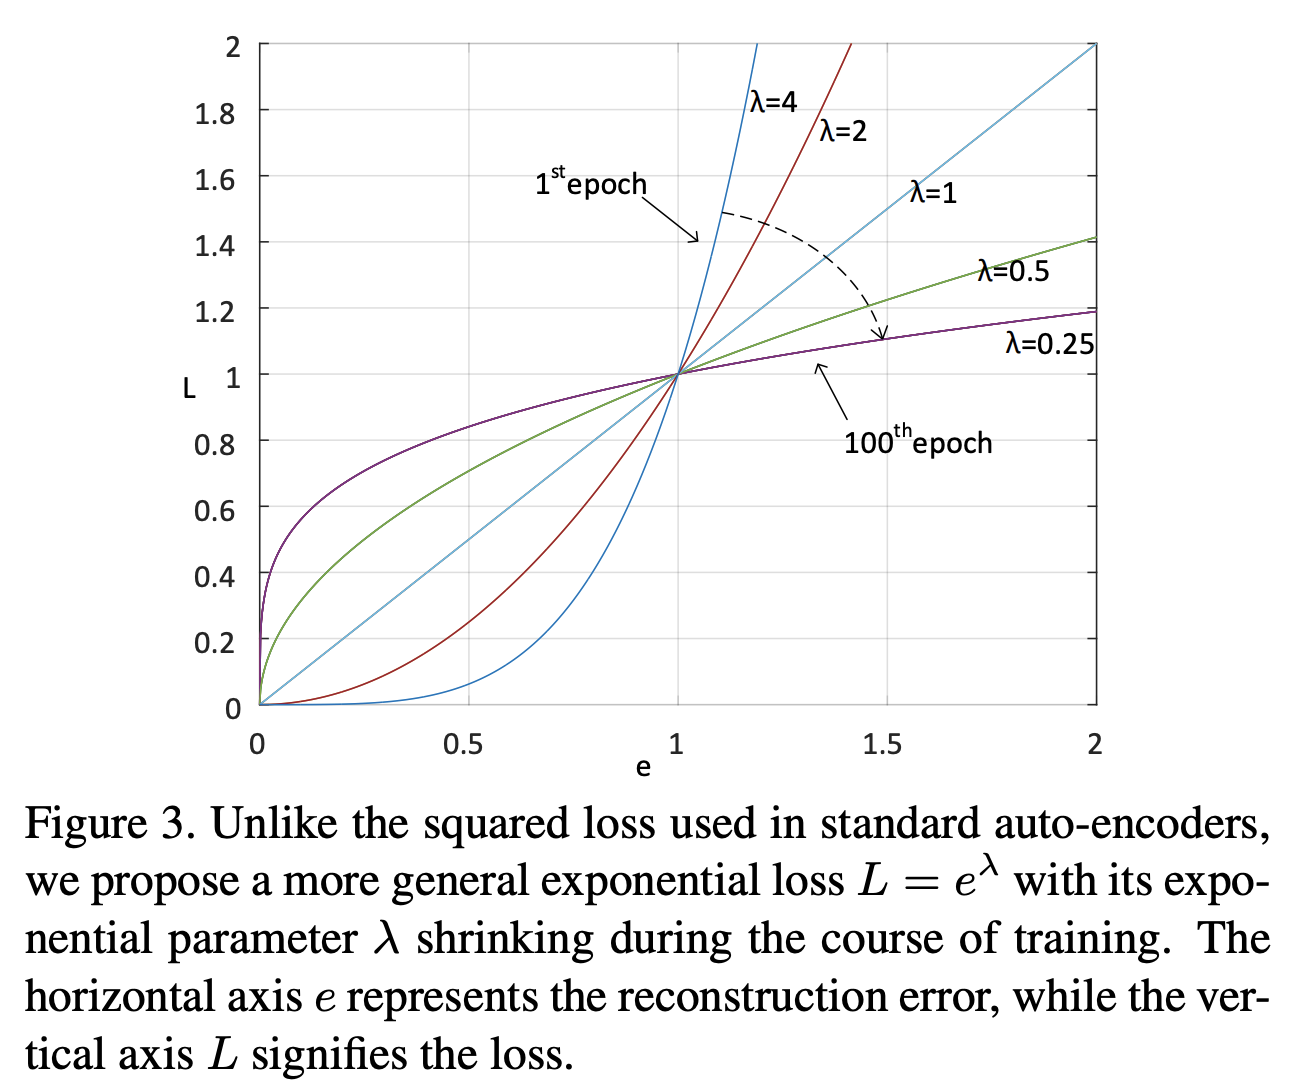 2
1.8
1.6
1.4
1.2
1
0.8
0.6
0.4
0.2
0
L
λ=4
λ=2
1st epoch
λ=1
λ=0.5
λ=0.25
100th epoch
0 0.5 1 1.5 2
e
Figure 3. Unlike the squared loss used in standard auto-encoders,
we propose a more general exponential loss L = e^λ with its expo-
nential parameter λ shrinking during the course of training. The
horizontal axis e represents the reconstruction error, while the ver-
tical axis L signifies the loss.